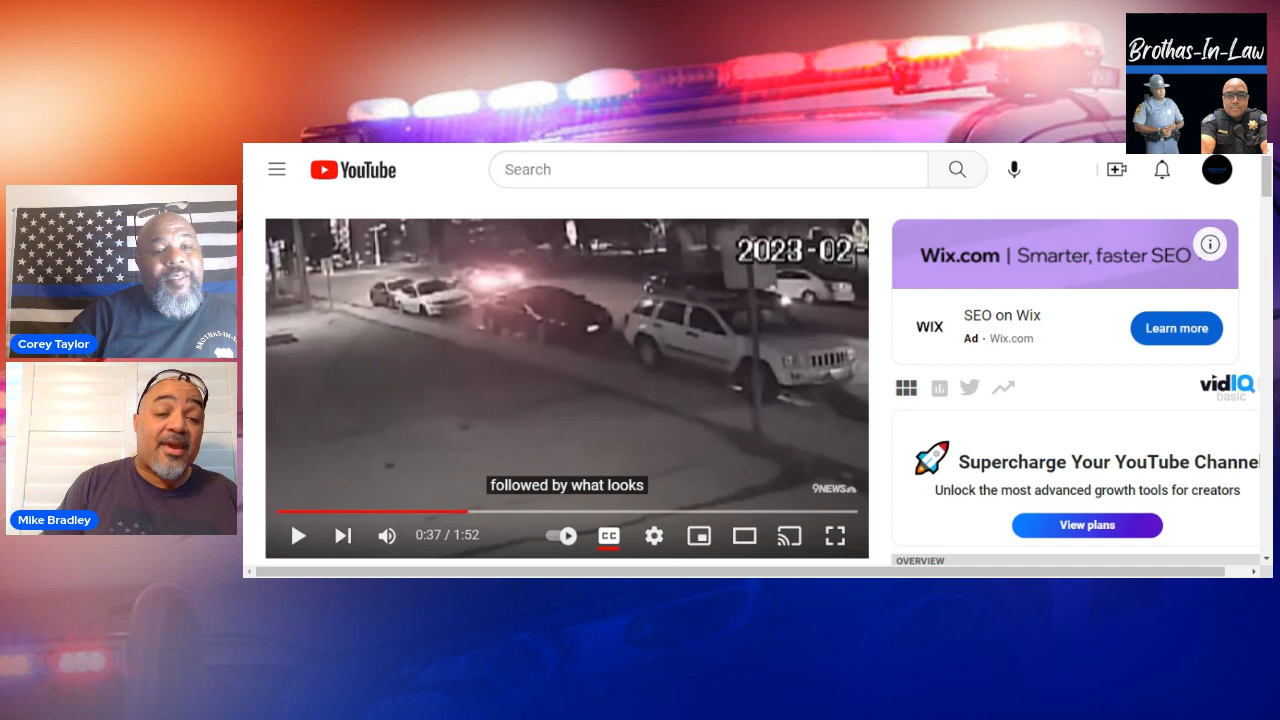 Brothas-In-Law
YouTube
Search
2023-02-
Wix.com | Smarter, faster SEO
WIX
SEO on Wix
Ad · Wix.com
Learn more
Corey Taylor
Mike Bradley
followed by what looks
9NEWS
0:37 / 1:52
CC
vidIQ
basic
Supercharge Your YouTube Channel
Unlock the most advanced growth tools for creators
View plans
OVERVIEW